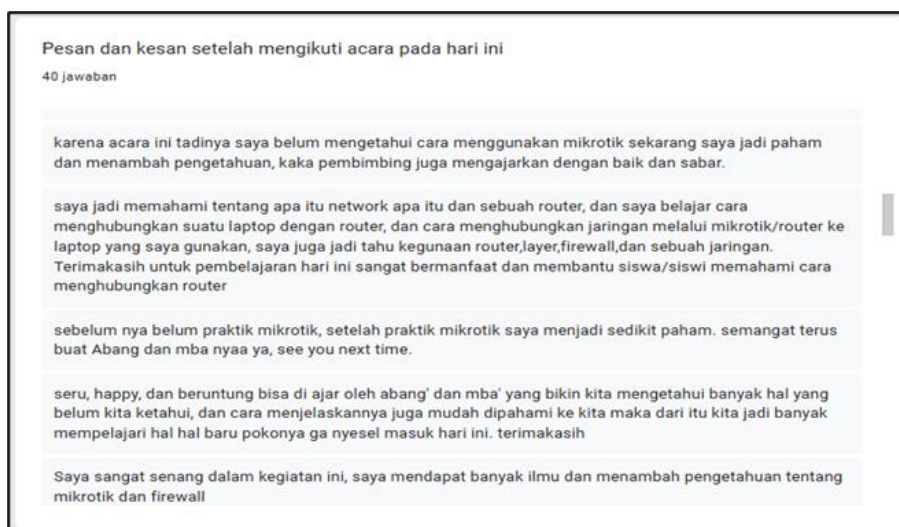 Pesan dan kesan setelah mengikuti acara pada hari ini
40 jawaban
karena acara ini tadinya saya belum mengetahui cara menggunakan mikrotik sekarang saya jadi paham
dan menambah pengetahuan, kaka pembimbing juga mengajarkan dengan baik dan sabar.
saya jadi memahami tentang apa itu network apa itu dan sebuah router, dan saya belajar cara
menghubungkan suatu laptop dengan router, dan cara menghubungkan jaringan melalui mikrotik/router ke
laptop yang saya gunakan, saya juga jadi tahu kegunaan router,layer,firewall,dan sebuah jaringan.
Terimakasih untuk pembelajaran hari ini sangat bermanfaat dan membantu siswa/siswi memahami cara
menghubungkan router
sebelum nya belum praktik mikrotik, setelah praktik mikrotik saya menjadi sedikit paham. semangat terus
buat Abang dan mba nyaa ya, see you next time.
seru, happy, dan beruntung bisa di ajar oleh abang' dan mba' yang bikin kita mengetahui banyak hal yang
belum kita ketahui, dan cara menjelaskannya juga mudah dipahami ke kita maka dari itu kita jadi banyak
mempelajari hal hal baru pokonya ga nyesel masuk hari ini. terimakasih
Saya sangat senang dalam kegiatan ini, saya mendapat banyak ilmu dan menambah pengetahuan tentang
mikrotik dan firewall